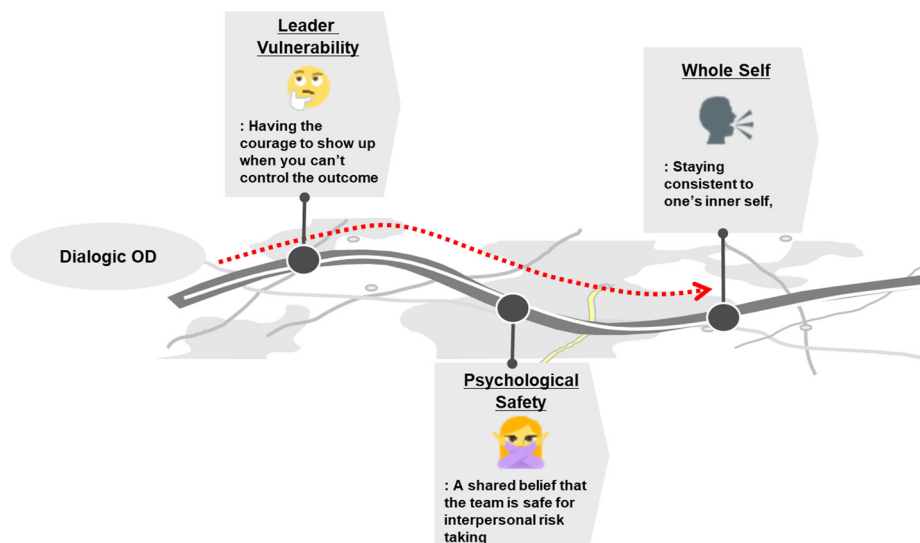 Leader
Vulnerability
: Having the
courage to show up
when you can't
control the outcome
Whole Self
: Staying
consistent to
one's inner self,
Dialogic OD
Psychological
Safety
: A shared belief that
the team is safe for
interpersonal risk
taking